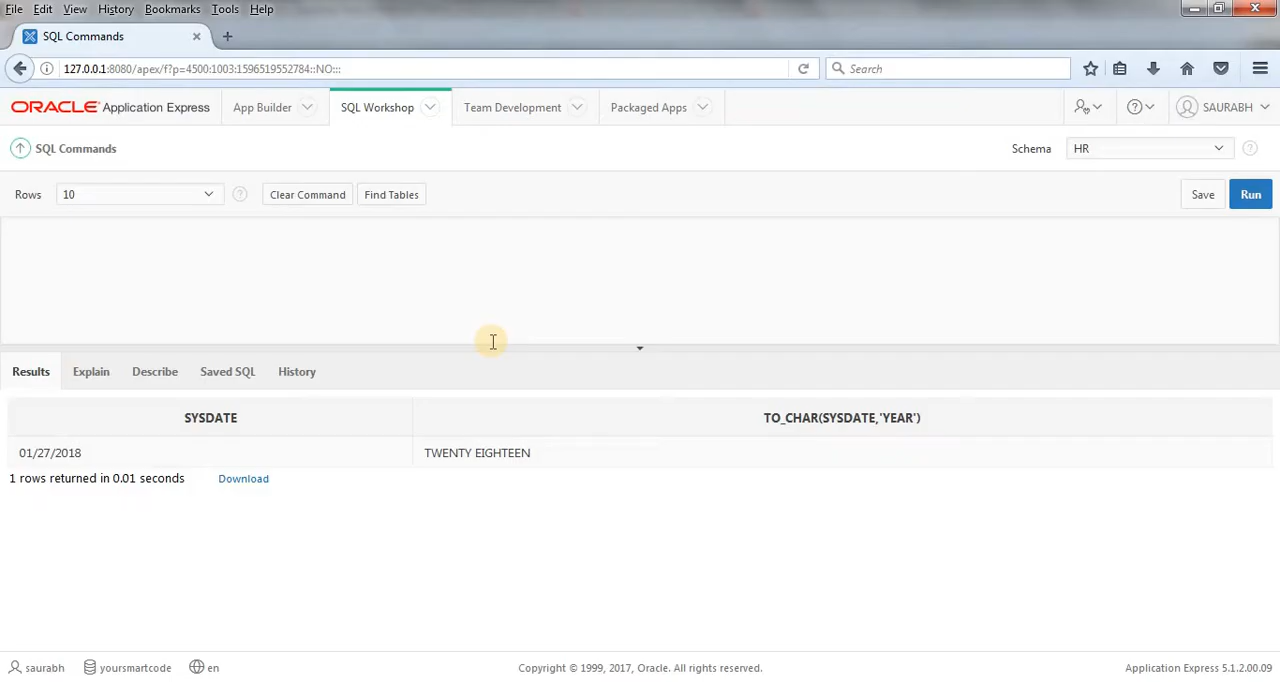 File Edit View History Bookmarks Tools Help
SQL Commands
127.0.0.1:8080/apex/f?p=4500:1003:1596519552784::NO:::
Search
ORACLE Application Express App Builder SQL Workshop Team Development Packaged Apps SAURABH
SQL Commands Schema HR
Rows 10 Clear Command Find Tables Save Run
Results Explain Describe Saved SQL History
SYSDATE TO_CHAR(SYSDATE,'YEAR')
01/27/2018 TWENTY EIGHTEEN
1 rows returned in 0.01 seconds Download
saurabh yoursmartcode en Copyright © 1999, 2017, Oracle. All rights reserved. Application Express 5.1.2.00.09